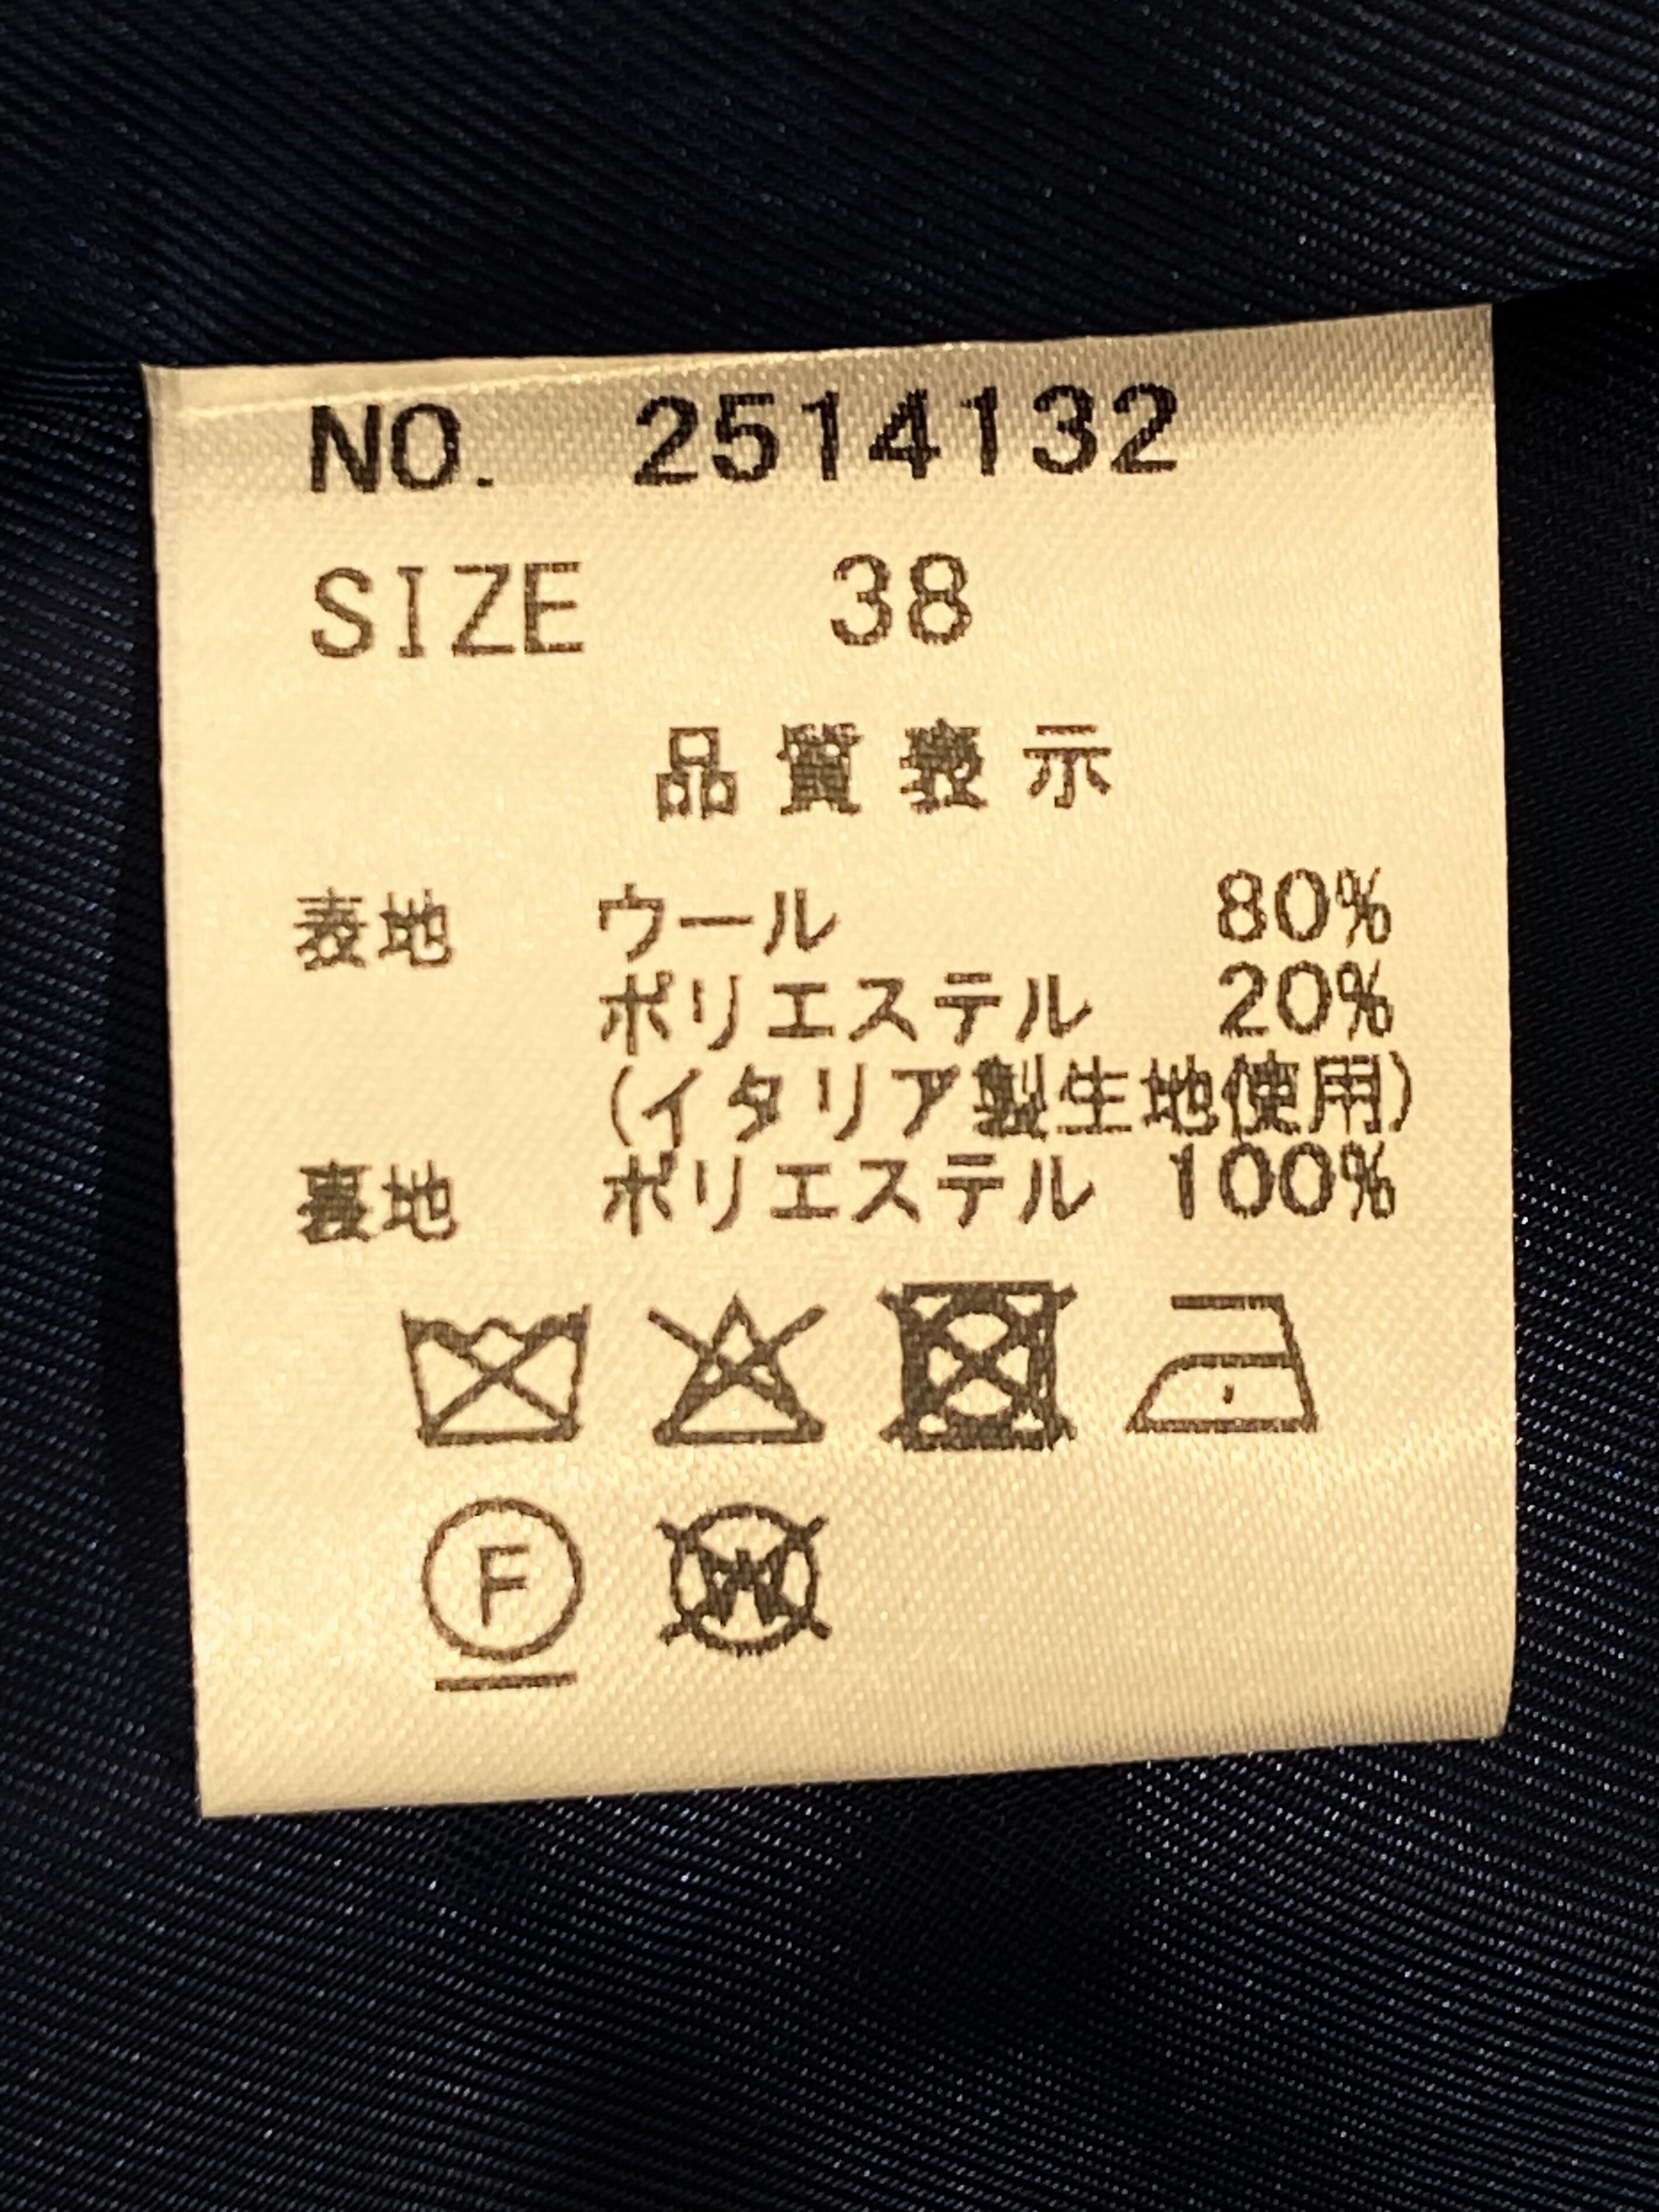 NO. 2514132
SIZE 38
品質表示
表地 ウール 80%
ポリエステル 20%
(イタリア製生地使用)
裏地 ポリエステル 100%
F
W